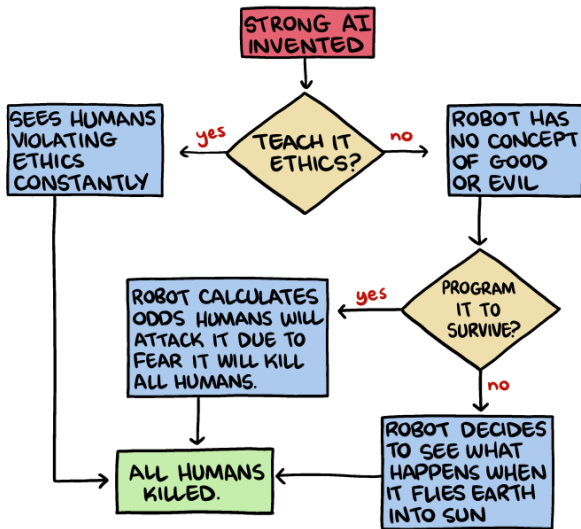 STRONG AI
INVENTED
TEACH IT
ETHICS?
yes
no
SEES HUMANS
VIOLATING
ETHICS
CONSTANTLY
ROBOT HAS
NO CONCEPT
OF GOOD
OR EVIL
PROGRAM
IT TO
SURVIVE?
yes
no
ROBOT CALCULATES
ODDS HUMANS WILL
ATTACK IT DUE TO
FEAR IT WILL KILL
ALL HUMANS.
ROBOT DECIDES
TO SEE WHAT
HAPPENS WHEN
IT FLIES EARTH
INTO SUN
ALL HUMANS
KILLED.